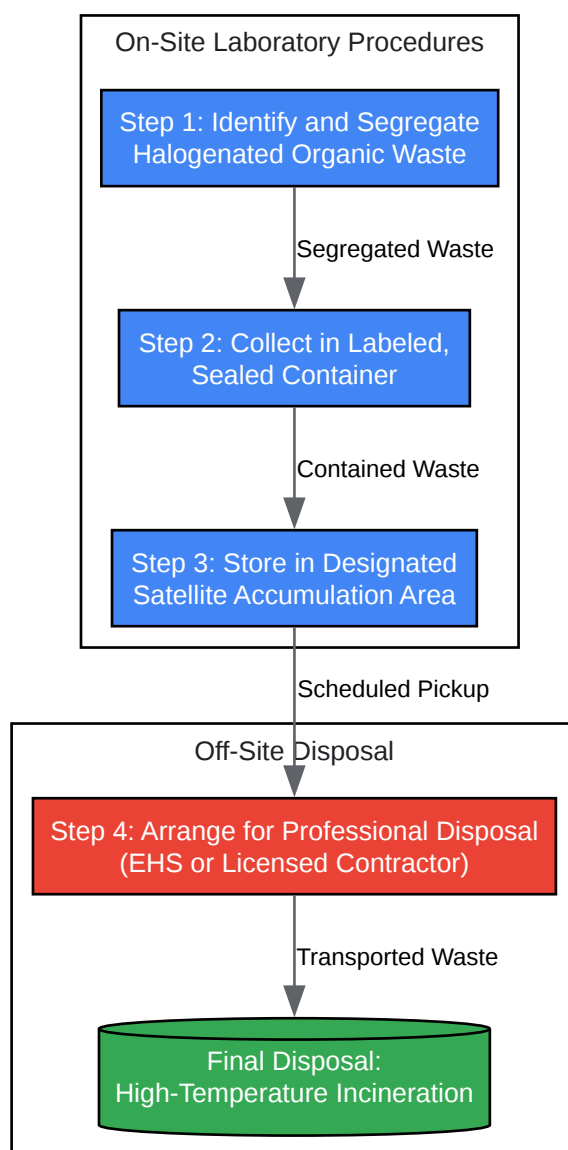 On-Site Laboratory Procedures
Step 1: Identify and Segregate
Halogenated Organic Waste
Segregated Waste
Step 2: Collect in Labeled,
Sealed Container
Contained Waste
Step 3: Store in Designated
Satellite Accumulation Area
Scheduled Pickup
Off-Site Disposal
Step 4: Arrange for Professional Disposal
(EHS or Licensed Contractor)
Transported Waste
Final Disposal:
High-Temperature Incineration